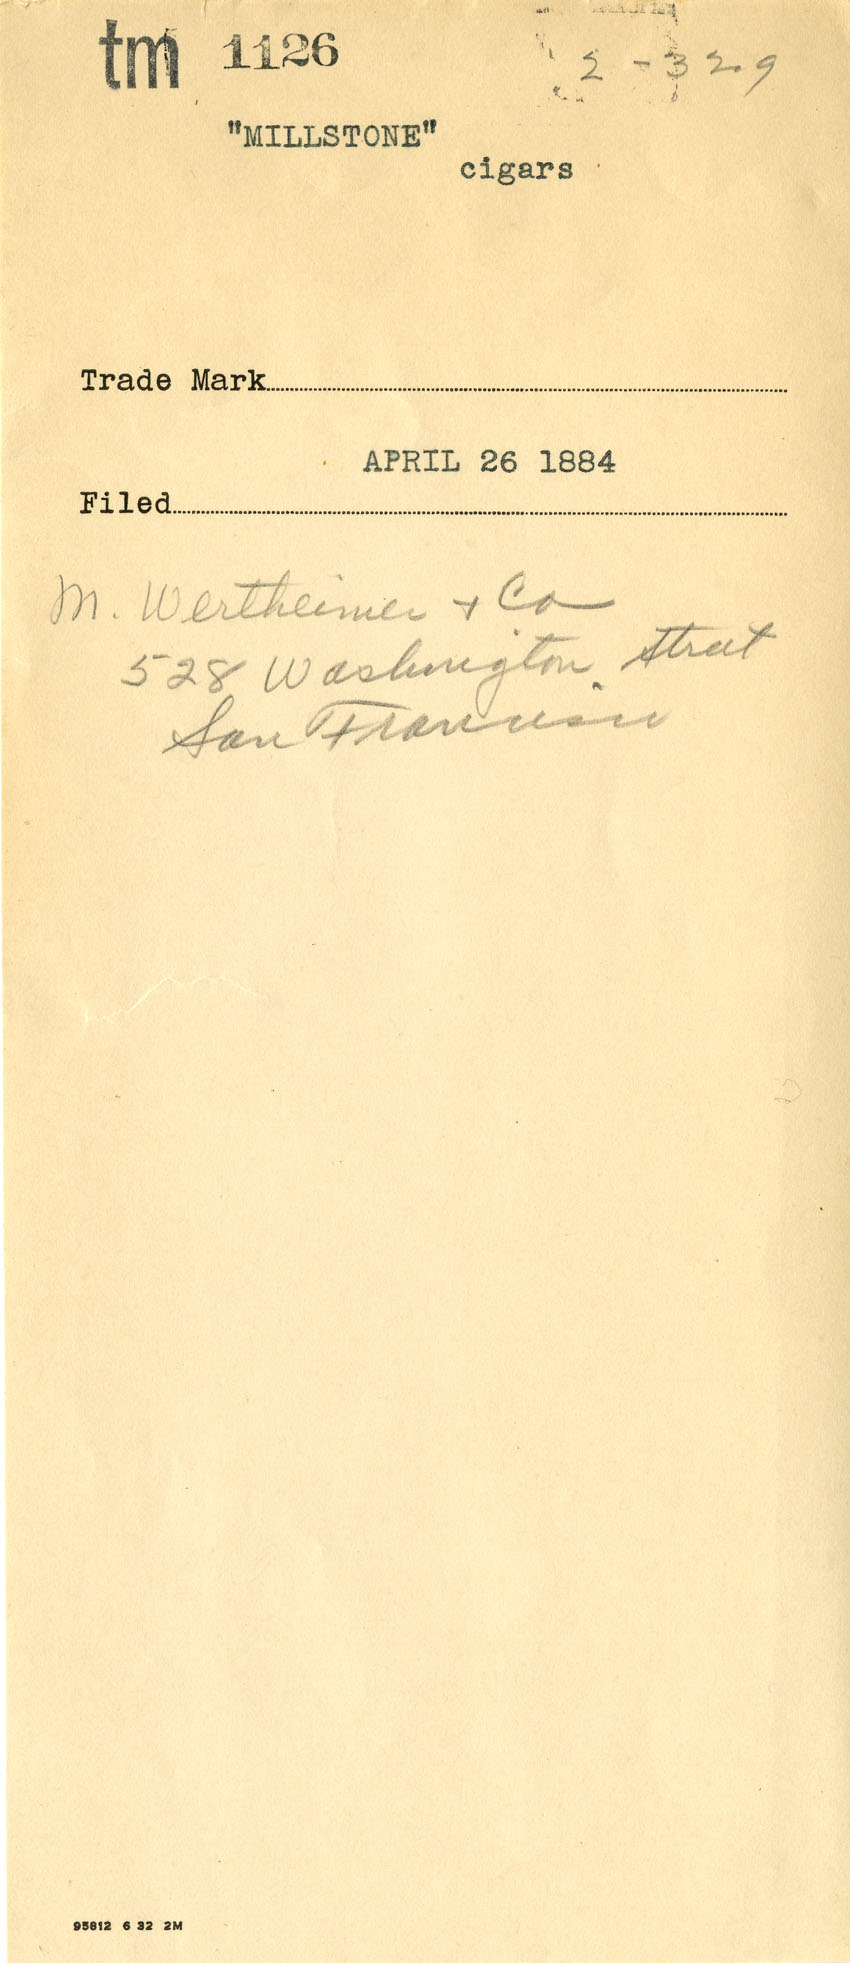 tm 1126
2-329
"MILLSTONE"
cigars
Trade Mark
APRIL 26 1884
Filed
M. Wertheimer + Co
528 Washington Street
San Francisco
95812 6 32 2M